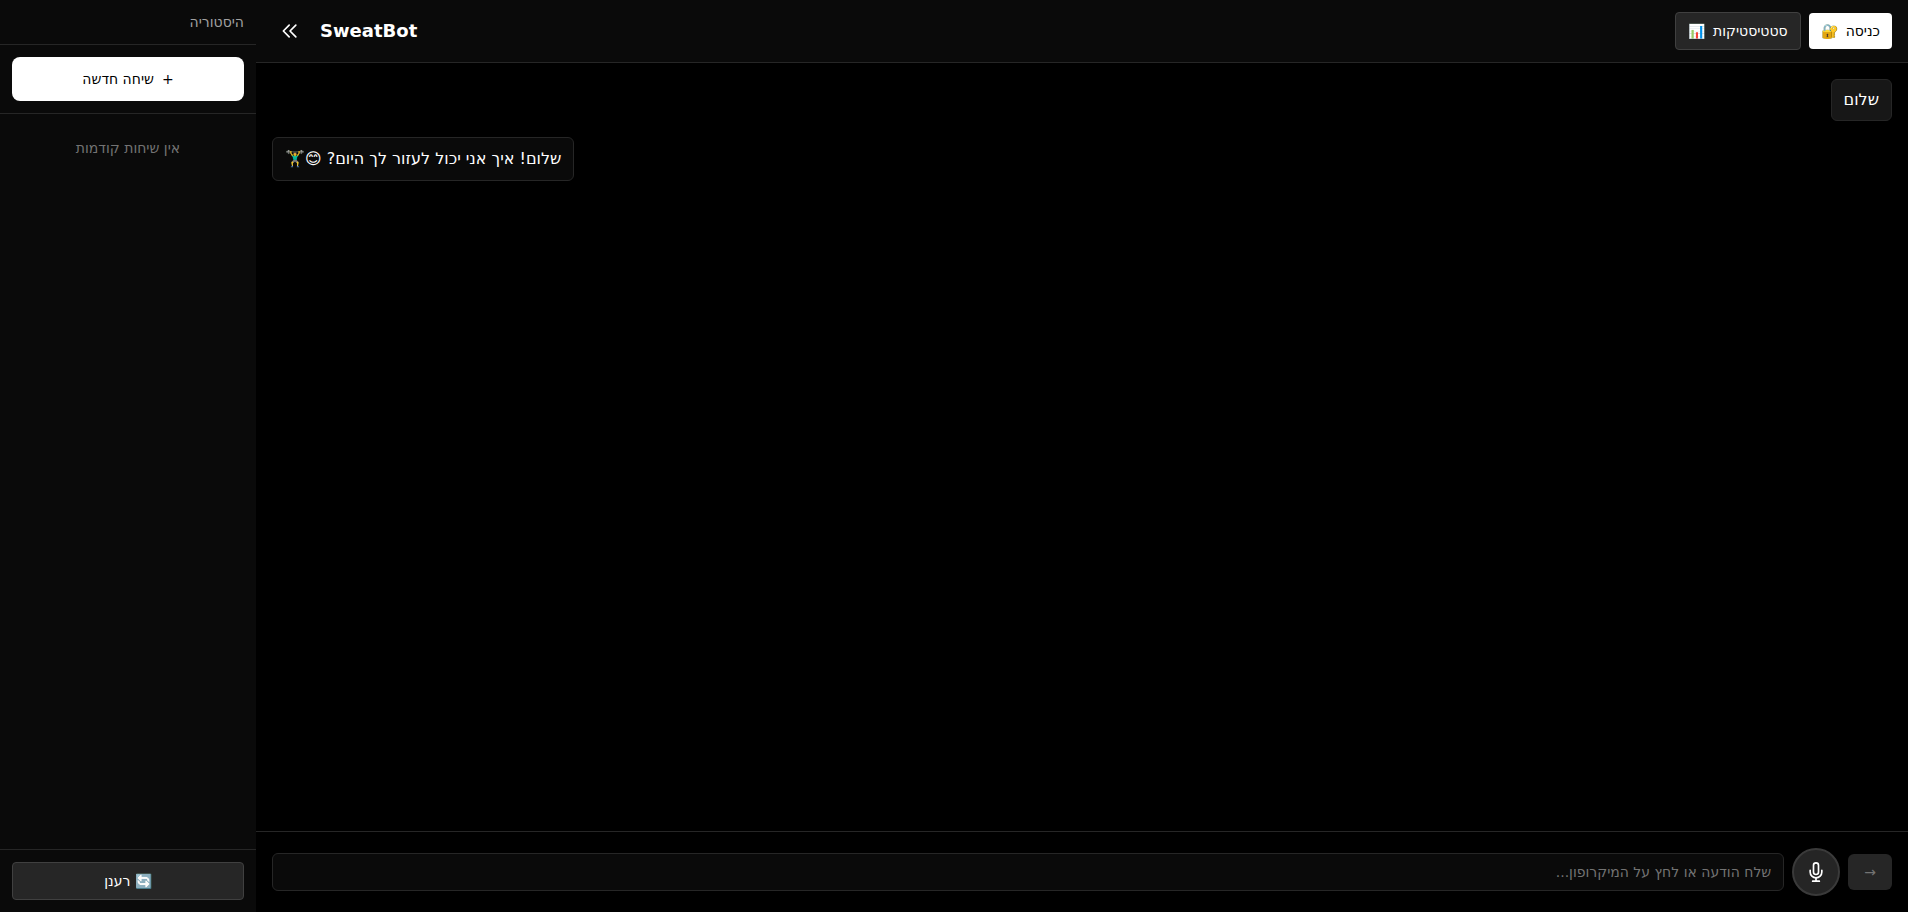 היסטוריה
+ שיחה חדשה
אין שיחות קודמות
🔄 רענן
SweatBot
סטטיסטיקות 📊
כניסה 🔐
שלום
שלום! איך אני יכול לעזור לך היום? 😊🏋️‍♂️
שלח הודעה או לחץ על המיקרופון...
→